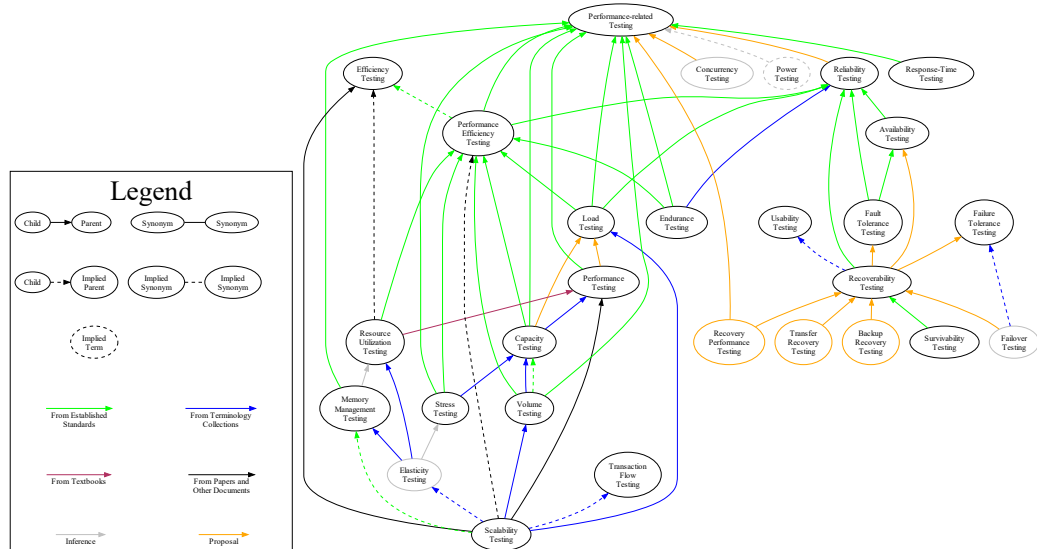 Performance-related
Testing
Efficiency
Testing
Concurrency
Testing
Power
Testing
Reliability
Testing
Response-Time
Testing
Performance
Efficiency
Testing
Availability
Testing
Legend
Child
Parent
Synonym
Synonym
Child
Implied
Parent
Implied
Synonym
Implied
Synonym
Implied
Term
From Established
Standards
From Terminology
Collections
From Textbooks
From Papers and
Other Documents
Inference
Proposal
Load
Testing
Endurance
Testing
Usability
Testing
Fault
Tolerance
Testing
Failure
Tolerance
Testing
Performance
Testing
Recoverability
Testing
Resource
Utilization
Testing
Capacity
Testing
Recovery
Performance
Testing
Transfer
Recovery
Testing
Backup
Recovery
Testing
Survivability
Testing
Failover
Testing
Memory
Management
Testing
Stress
Testing
Volume
Testing
Elasticity
Testing
Transaction
Flow
Testing
Scalability
Testing